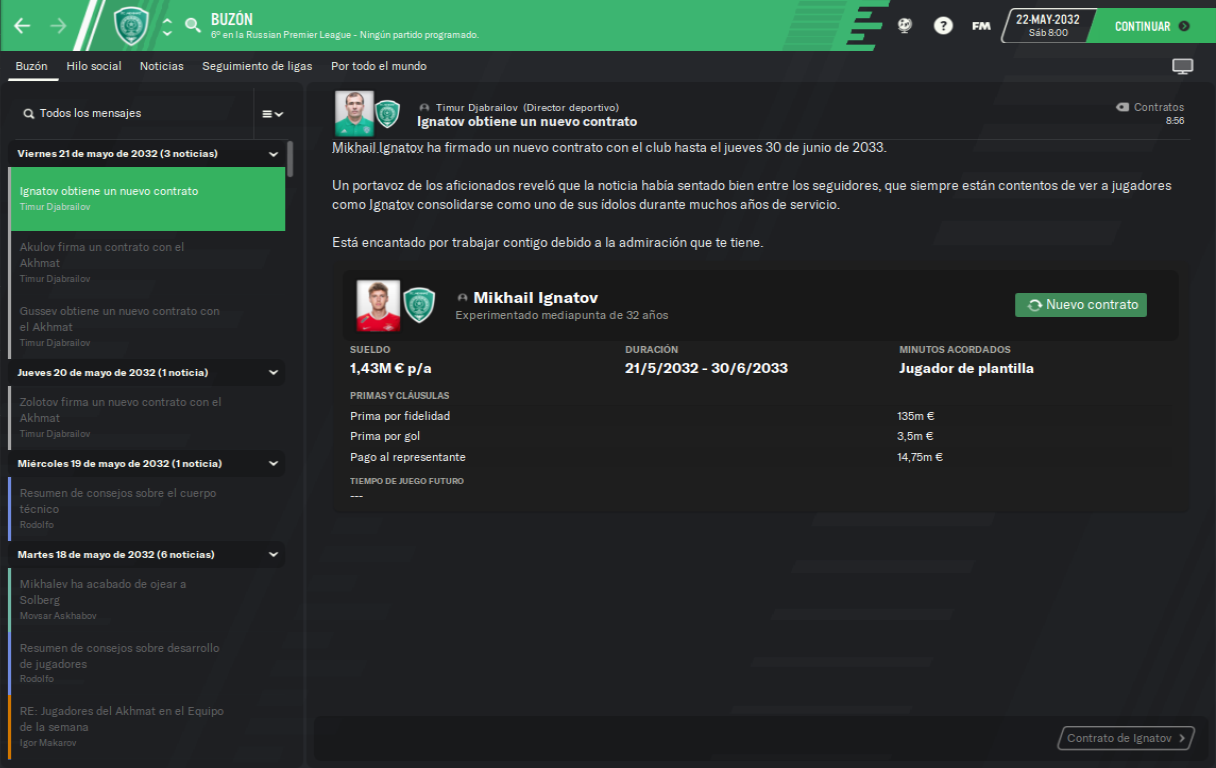 BUZÓN
6º en la Russian Premier League - Ningún partido programado.
?
FM
22-MAY-2032
Sáb 8:00
CONTINUAR
Buzón
Hilo social
Noticias
Seguimiento de ligas
Por todo el mundo
Todos los mensajes
Viernes 21 de mayo de 2032 (3 noticias)
Ignatov obtiene un nuevo contrato
Timur Djabrailov
Akulov firma un contrato con el
Akhmat
Timur Djabrailov
Gussev obtiene un nuevo contrato con
el Akhmat
Timur Djabrailov
Jueves 20 de mayo de 2032 (1 noticia)
Zolotov firma un nuevo contrato con el
Akhmat
Timur Djabrailov
Miércoles 19 de mayo de 2032 (1 noticia)
Resumen de consejos sobre el cuerpo
técnico
Rodolfo
Martes 18 de mayo de 2032 (6 noticias)
Mikhalev ha acabado de ojear a
Solberg
Movsar Askhabov
Resumen de consejos sobre desarrollo
de jugadores
Rodolfo
RE: Jugadores del Akhmat en el Equipo
de la semana
Igor Makarov
Timur Djabrailov (Director deportivo)
Ignatov obtiene un nuevo contrato
Contratos
8:56
Mikhail Ignatov ha firmado un nuevo contrato con el club hasta el jueves 30 de junio de 2033.
Un portavoz de los aficionados reveló que la noticia había sentado bien entre los seguidores, que siempre están contentos de ver a jugadores
como Ignatov consolidarse como uno de sus ídolos durante muchos años de servicio.
Está encantado por trabajar contigo debido a la admiración que te tiene.
Mikhail Ignatov
Experimentado mediapunta de 32 años
Nuevo contrato
SUELDO
1,43M € p/a
DURACIÓN
21/5/2032 - 30/6/2033
MINUTOS ACORDADOS
Jugador de plantilla
PRIMAS Y CLÁUSULAS
Prima por fidelidad 135m €
Prima por gol 3,5m €
Pago al representante 14,75m €
TIEMPO DE JUEGO FUTURO
---
Contrato de Ignatov